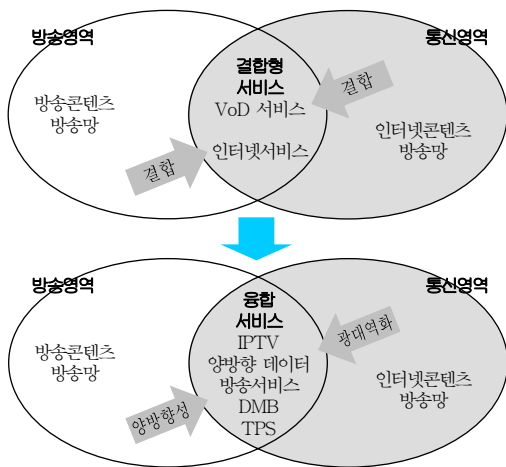 방송영역
통신영역
결합형
서비스
VoD 서비스
인터넷서비스
방송콘텐츠
방송망
결합
결합
인터넷콘텐츠
방송망
방송영역
통신영역
융합
서비스
IPTV
양방향 데이터
방송서비스
DMB
TPS
방송콘텐츠
방송망
양방향성
광대역화
인터넷콘텐츠
방송망